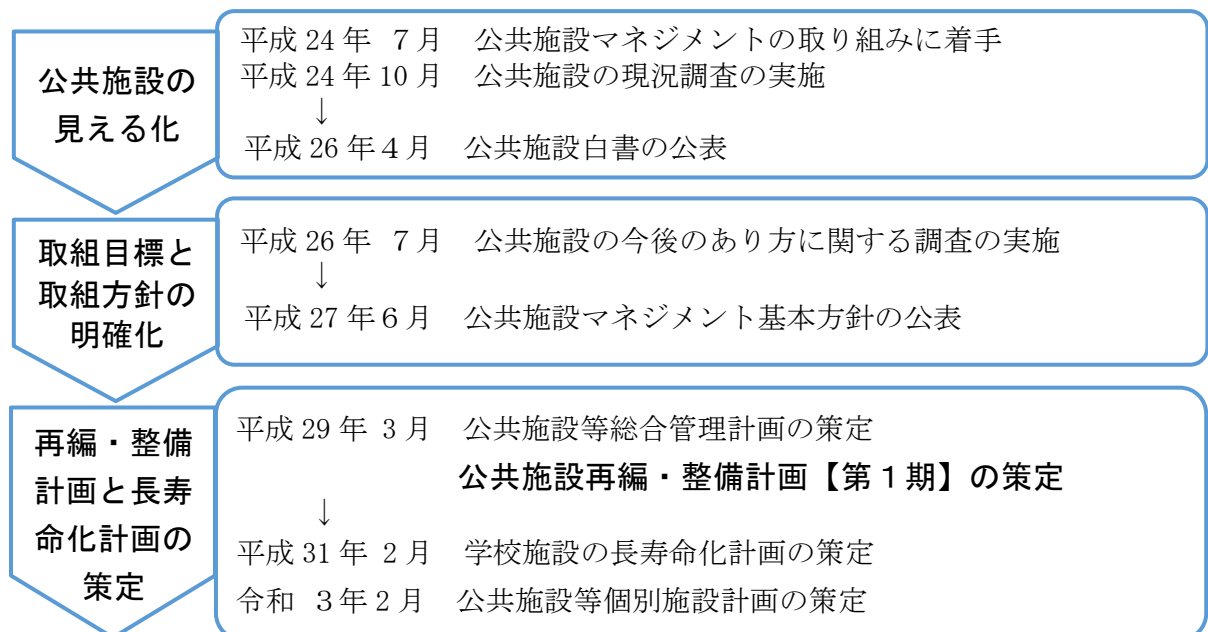 公共施設の
見える化
平成 24 年 7 月 公共施設マネジメントの取り組みに着手
平成 24 年 10 月 公共施設の現況調査の実施
↓
平成 26 年４月 公共施設白書の公表
取組目標と
取組方針の
明確化
平成 26 年 7 月 公共施設の今後のあり方に関する調査の実施
↓
平成 27 年６月 公共施設マネジメント基本方針の公表
再編・整備
計画と長寿
命化計画の
策定
平成 29 年 3 月 公共施設等総合管理計画の策定
公共施設再編・整備計画【第１期】の策定
↓
平成 31 年 2 月 学校施設の長寿命化計画の策定
令和 ３年 2 月 公共施設等個別施設計画の策定